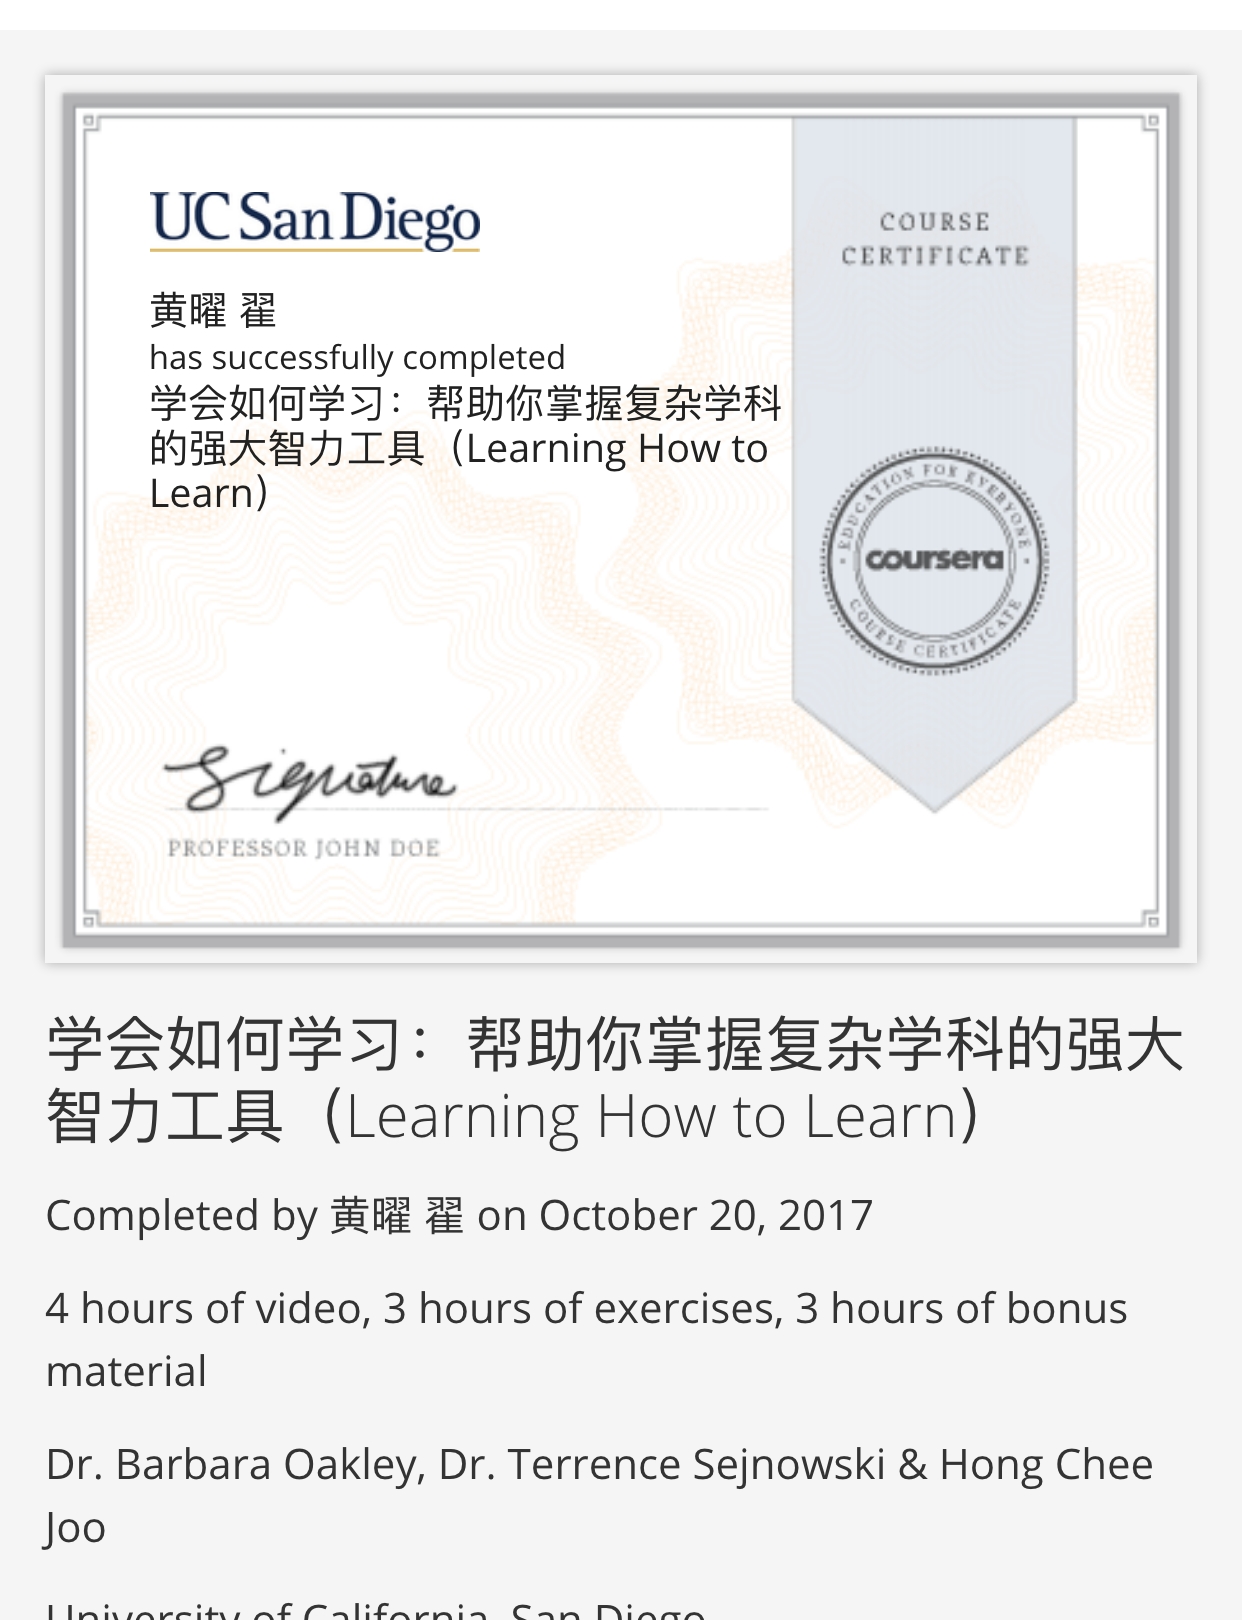 UC San Diego
COURSE
CERTIFICATE
黄曜 翟
has successfully completed
学会如何学习：帮助你掌握复杂学科
的强大智力工具（Learning How to
Learn）
EDUCATION FOR EVERYONE
coursera
COURSE CERTIFICATE
Signature
PROFESSOR JOHN DOE
学会如何学习：帮助你掌握复杂学科的强大
智力工具（Learning How to Learn）
Completed by 黄曜 翟 on October 20, 2017
4 hours of video, 3 hours of exercises, 3 hours of bonus
material
Dr. Barbara Oakley, Dr. Terrence Sejnowski & Hong Chee
Joo
University of California, San Diego